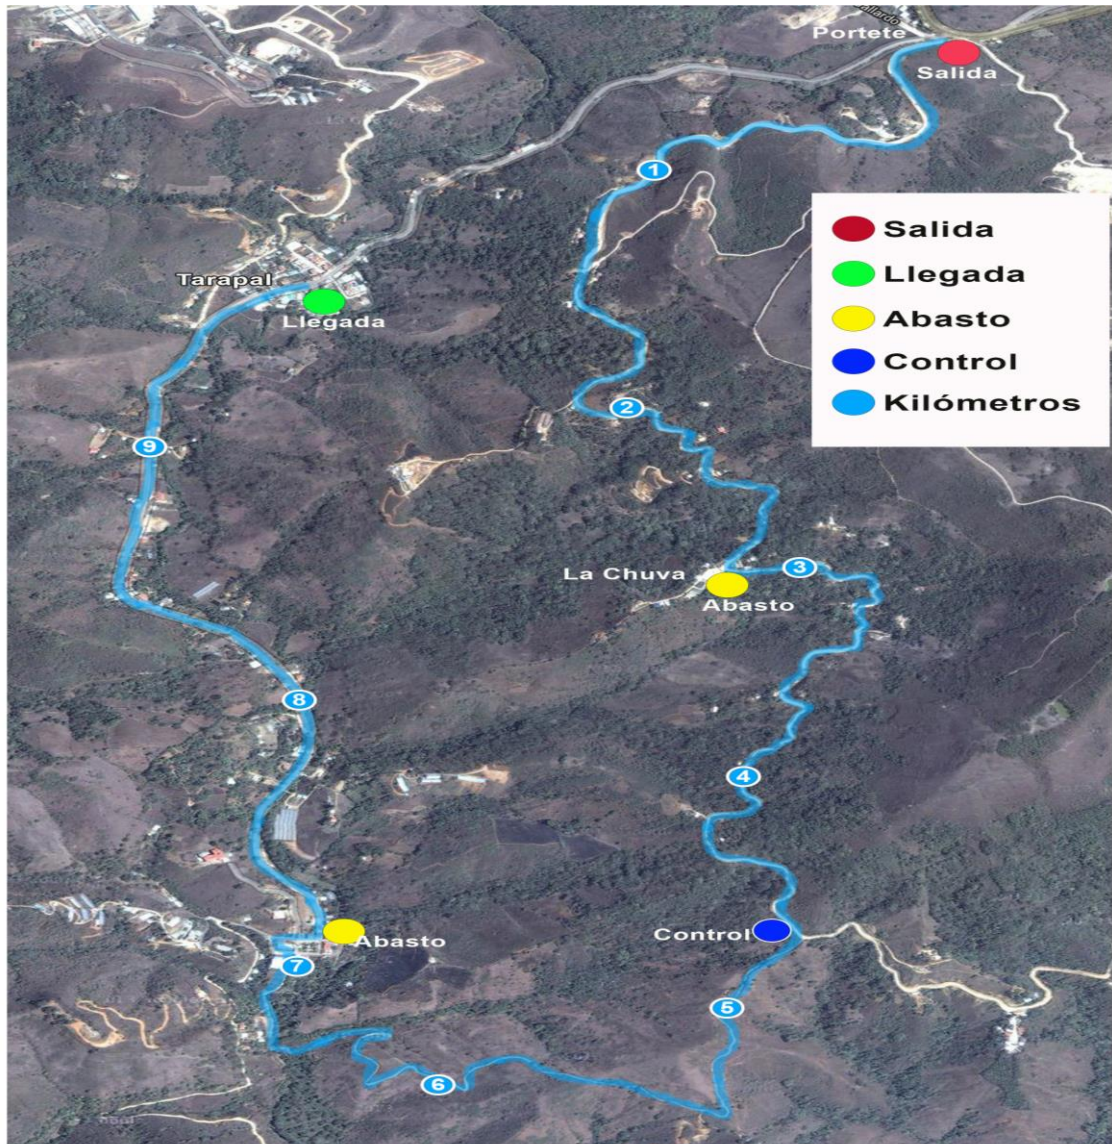 Portete
Salida
1
Salida
Llegada
Abasto
Control
Kilómetros
Tarapal
Llegada
2
9
La Chuva
3
Abasto
8
4
Control
Abasto
7
5
6